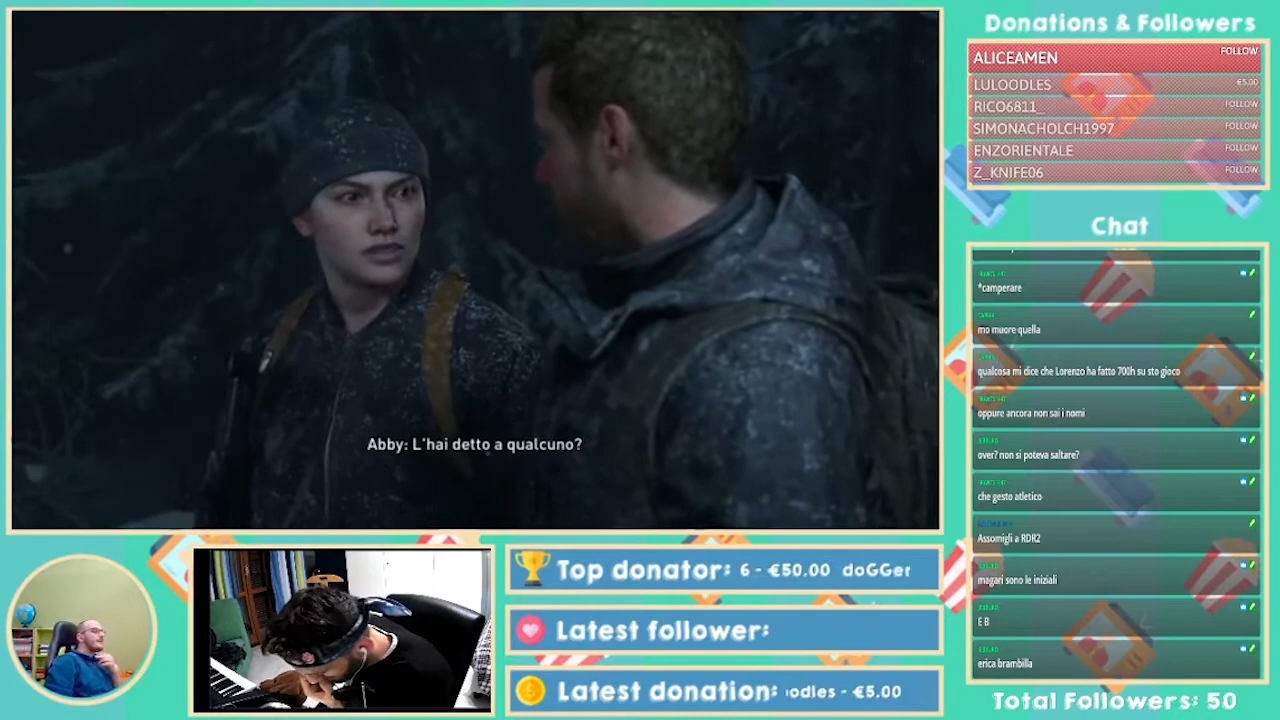 Donations & Followers
ALICEAMEN FOLLOW
LULOODLES €5.00
RICO6811_ FOLLOW
SIMONACHOLCH1997 FOLLOW
ENZORIENTALE FOLLOW
Z_KNIFE06 FOLLOW
Chat
*camperare
mo muore quella
qualcosa mi dice che Lorenzo ha fatto 700h su sto gioco
oppure ancora non sai i nomi
over? non si poteva saltare?
che gesto atletico
Assomigli a RDR2
magari sono le iniziali
E B
erica brambilla
Total Followers: 50
Abby: L'hai detto a qualcuno?
Top donator: 6 - €50.00 doGGer
Latest follower:
Latest donation: odles - €5.00